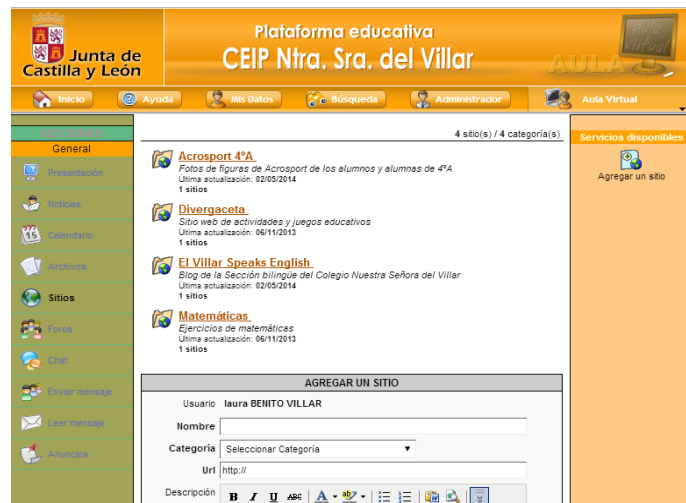 Junta de
Castilla y León
Plataforma educativa
CEIP Ntra. Sra. del Villar
Aula
Virtual
AULA
Inicio
Ayuda
Mis Datos
Búsqueda
Administrador
Aula Virtual
SECCIONES
General
Presentación
Noticias
Calendario
Archivos
Sitios
Foros
Chat
Enviar mensaje
Leer mensaje
Anuncios
4 sitio(s) / 4 categoría(s)
Acrosport 4ºA
Fotos de figuras de Acrosport de los alumnos y alumnas de 4ºA
Última actualización: 02/05/2014
1 sitios
Divergaceta
Sitio web de actividades y juegos educativos
Última actualización: 06/11/2013
1 sitios
El Villar Speaks English
Blog de la Sección bilingüe del Colegio Nuestra Señora del Villar
Última actualización: 02/05/2014
1 sitios
Matemáticas
Ejercicios de matemáticas
Última actualización: 06/11/2013
1 sitios
AGREGAR UN SITIO
Usuario laura BENITO VILLAR
Nombre
Categoría Seleccionar Categoría
Url http://
Descripción B I U ABC A ab
Servicios disponibles
Agregar un sitio